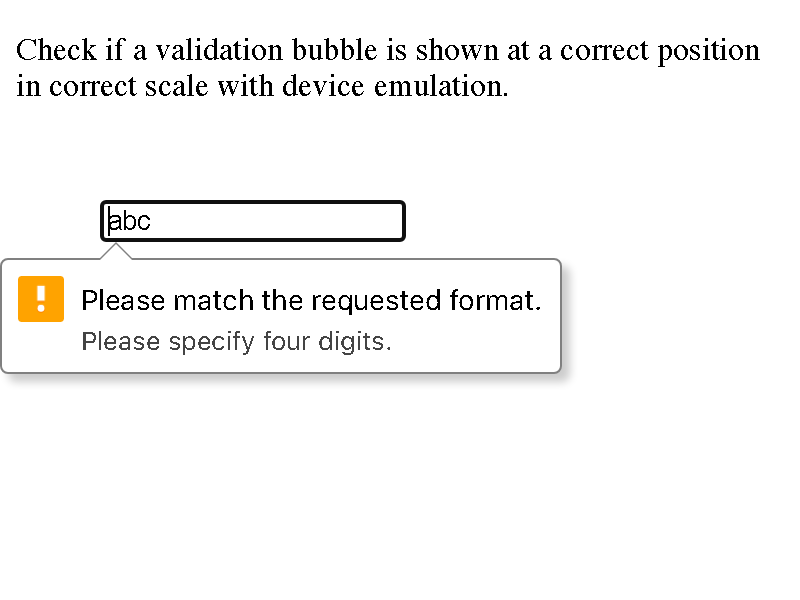 Check if a validation bubble is shown at a correct position
in correct scale with device emulation.
abc
Please match the requested format.
Please specify four digits.